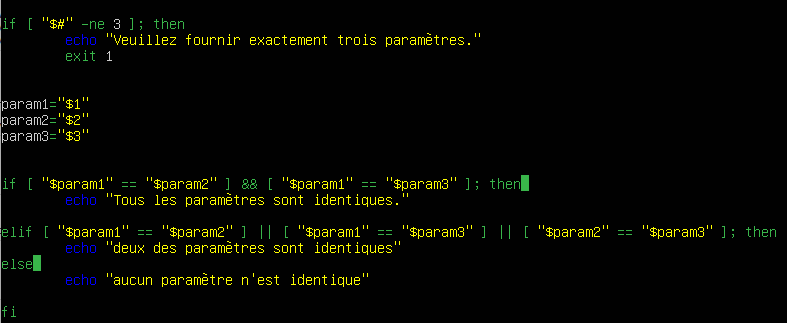 if [ "$#" -ne 3 ]; then
        echo "Veuillez fournir exactement trois paramètres."
        exit 1
param1="$1"
param2="$2"
param3="$3"
if [ "$param1" == "$param2" ] && [ "$param1" == "$param3" ]; then
        echo "Tous les paramètres sont identiques."
elif [ "$param1" == "$param2" ] || [ "$param1" == "$param3" ] || [ "$param2" == "$param3" ]; then
        echo "deux des paramètres sont identiques"
else
        echo "aucun paramètre n'est identique"
fi